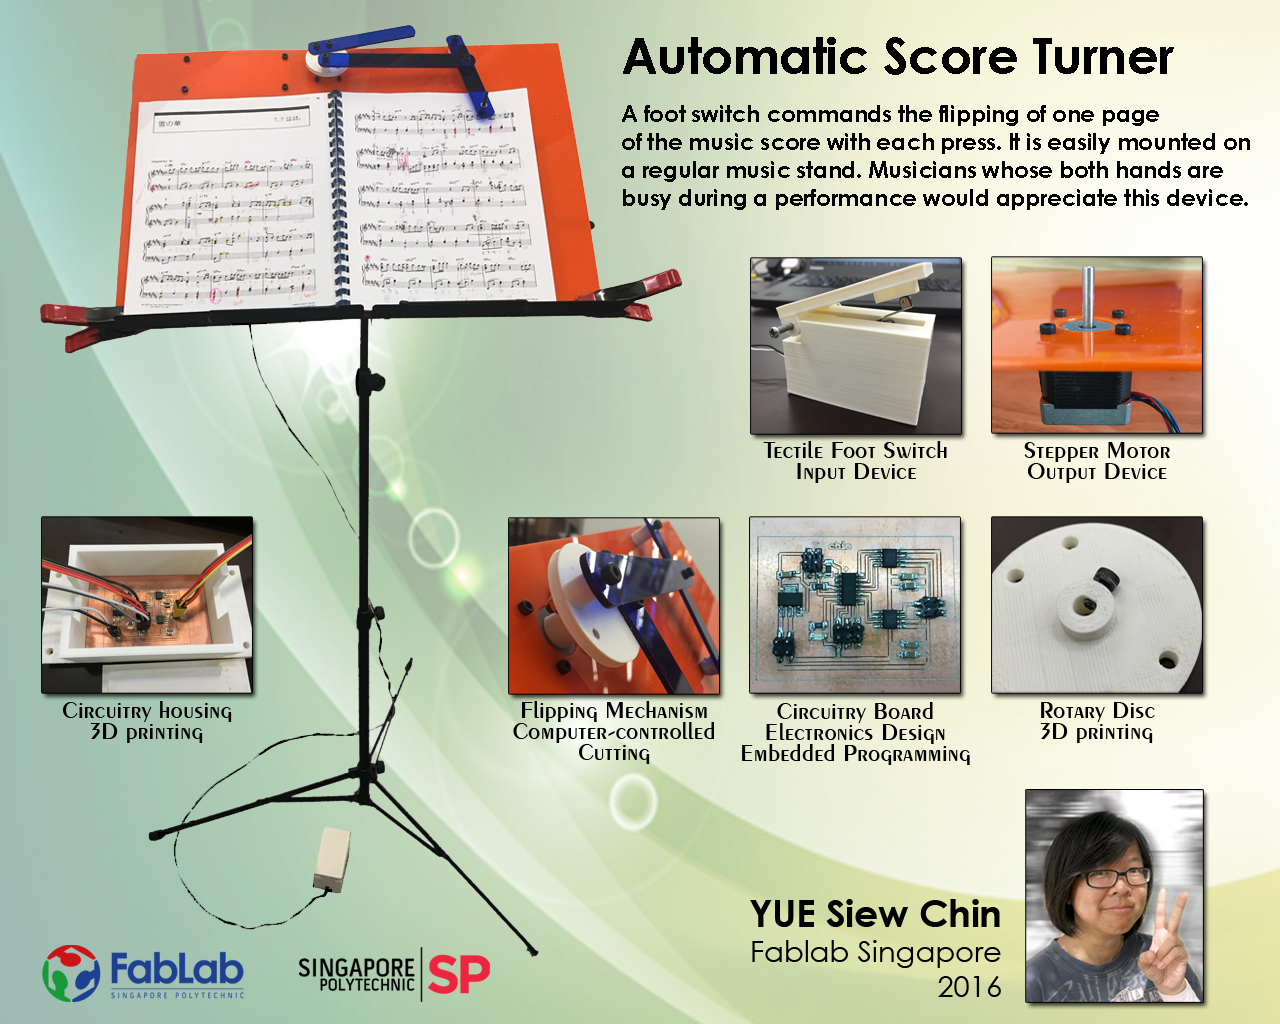 Automatic Score Turner
A foot switch commands the flipping of one page
of the music score with each press. It is easily mounted on
a regular music stand. Musicians whose both hands are
busy during a performance would appreciate this device.
雪の華
Tectile Foot Switch
Input Device
Stepper Motor
Output Device
Circuitry housing
3D printing
Flipping Mechanism
Computer-controlled
Cutting
Circuitry Board
Electronics Design
Embedded Programming
Rotary Disc
3D printing
YUE Siew Chin
Fablab Singapore
2016
FabLab
SINGAPORE POLYTECHNIC
SINGAPORE
POLYTECHNIC
SP